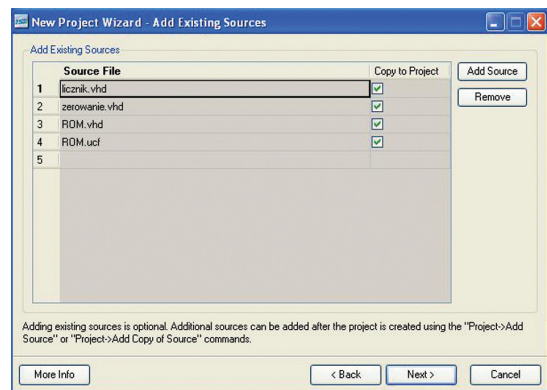 New Project Wizard - Add Existing Sources
Add Existing Sources
Source File Copy to Project
1 licznik.vhd
2 zerowanie.vhd
3 ROM.vhd
4 ROM.ucf
5
Add Source
Remove
Adding existing sources is optional. Additional sources can be added after the project is created using the "Project->Add
Source" or "Project->Add Copy of Source" commands.
More Info < Back Next > Cancel